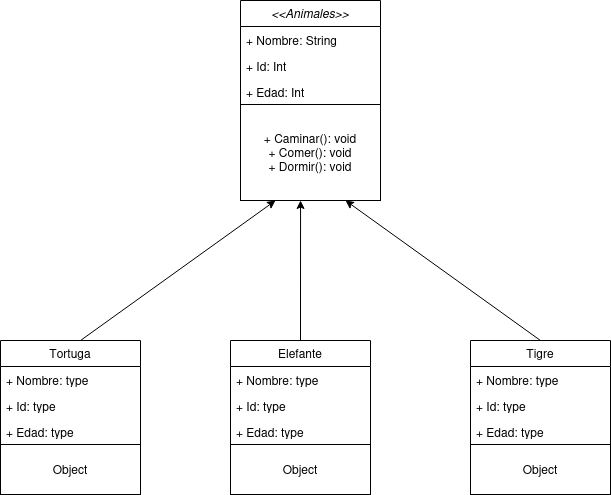 <<Animales>>
+ Nombre: String
+ Id: Int
+ Edad: Int
+ Caminar(): void
+ Comer(): void
+ Dormir(): void
Tortuga
+ Nombre: type
+ Id: type
+ Edad: type
Object
Elefante
+ Nombre: type
+ Id: type
+ Edad: type
Object
Tigre
+ Nombre: type
+ Id: type
+ Edad: type
Object